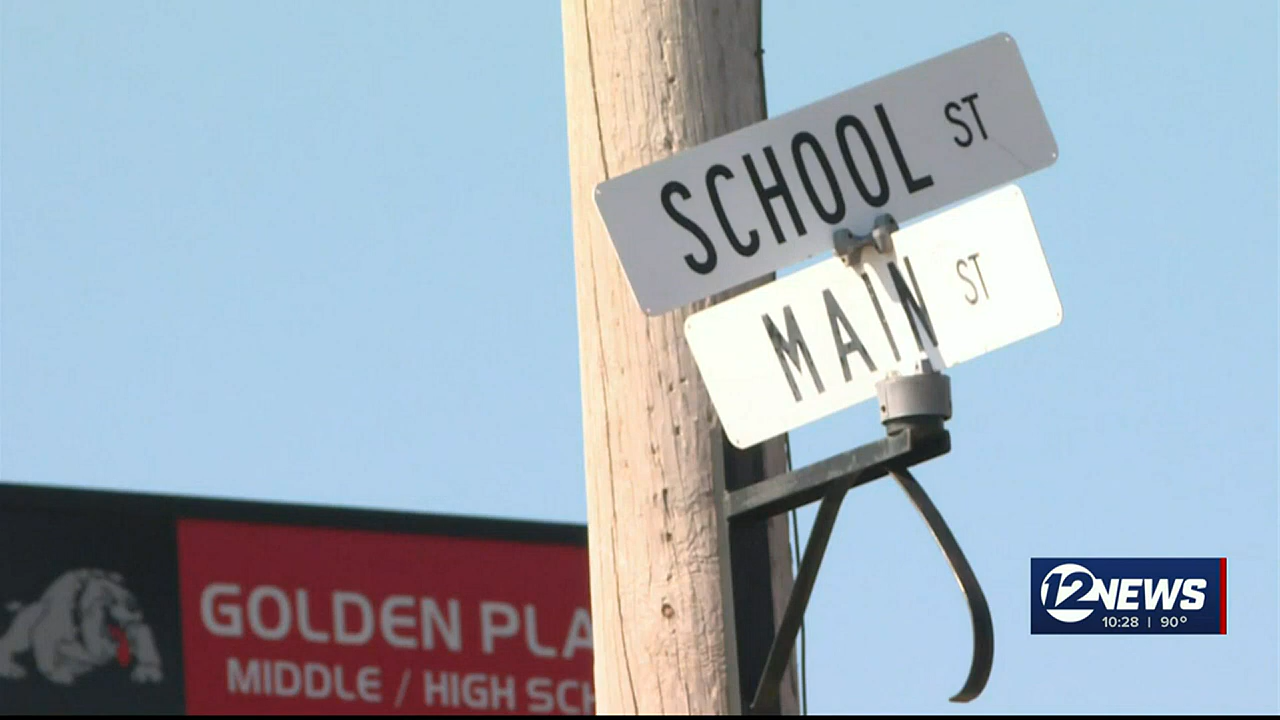 SCHOOL ST
MAIN ST
GOLDEN PLA
MIDDLE / HIGH SCH
12NEWS
10:28 | 90°